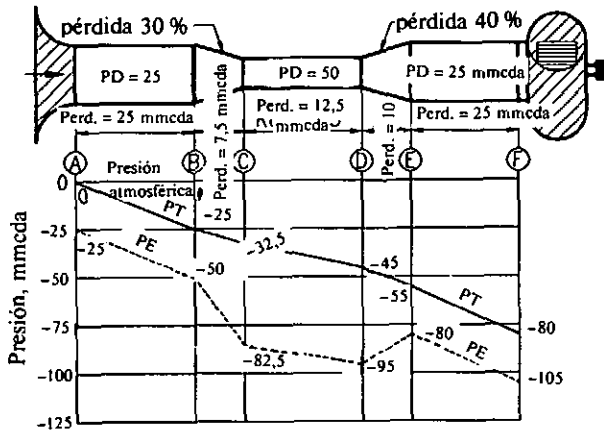 pérdida 30 %
pérdida 40 %
PD = 25
PD = 50
PD = 25 mmcda
Perd. = 25 mmcda
Perd. = 7,5 mmcda
Perd. = 12,5
mmcda
Perd. = 10
Perd. = 25 mmcda
A
B
C
D
E
F
Presión
atmosférica
Presión, mmcda
0
-25
-50
-75
-100
-125
0
PT
-25
-32,5
-45
-55
PT
-80
-25
PE
-50
-82,5
-95
-80
PE
-105